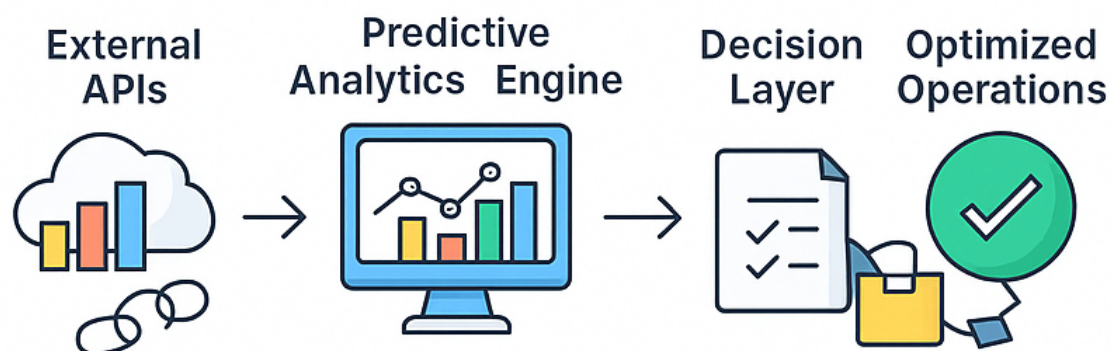 External
APIs
Predictive
Analytics Engine
Decision
Layer
Optimized
Operations